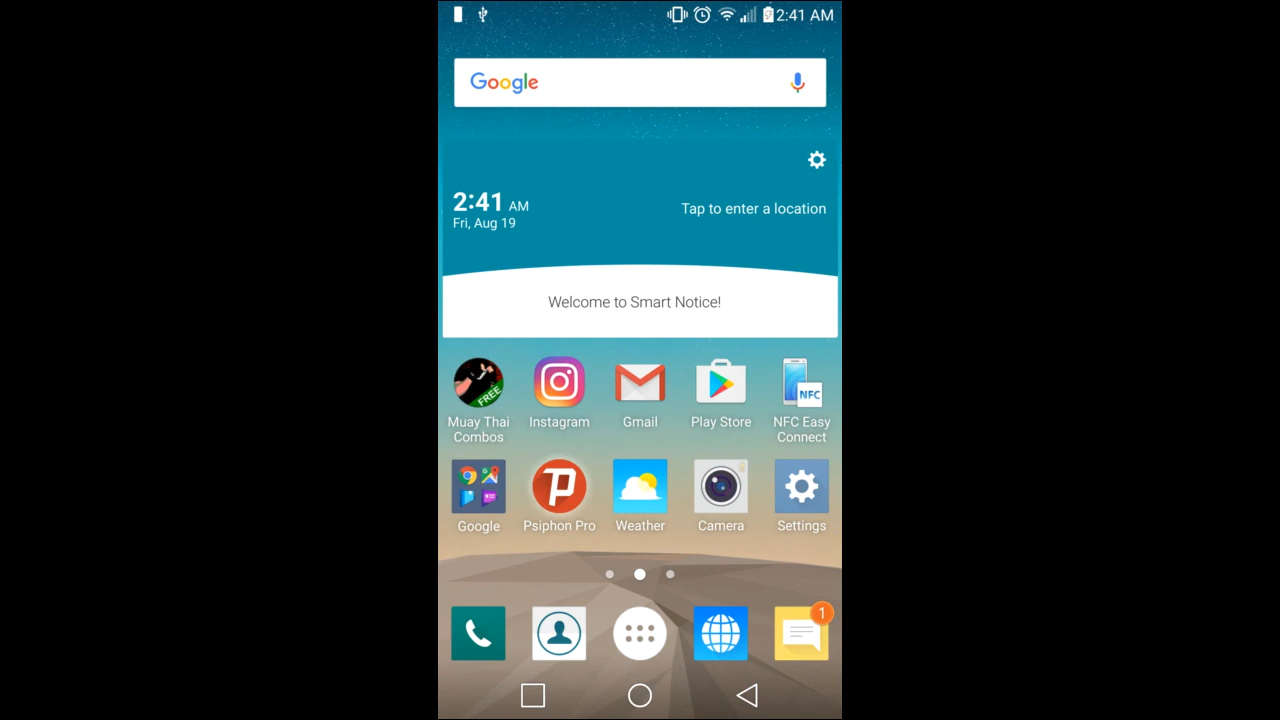 2:41 AM
Google
2:41 AM
Fri, Aug 19
Tap to enter a location
Welcome to Smart Notice!
FREE
NFC
Muay Thai
Combos
Instagram
Gmail
Play Store
NFC Easy
Connect
Google
Psiphon Pro
Weather
Camera
Settings
1